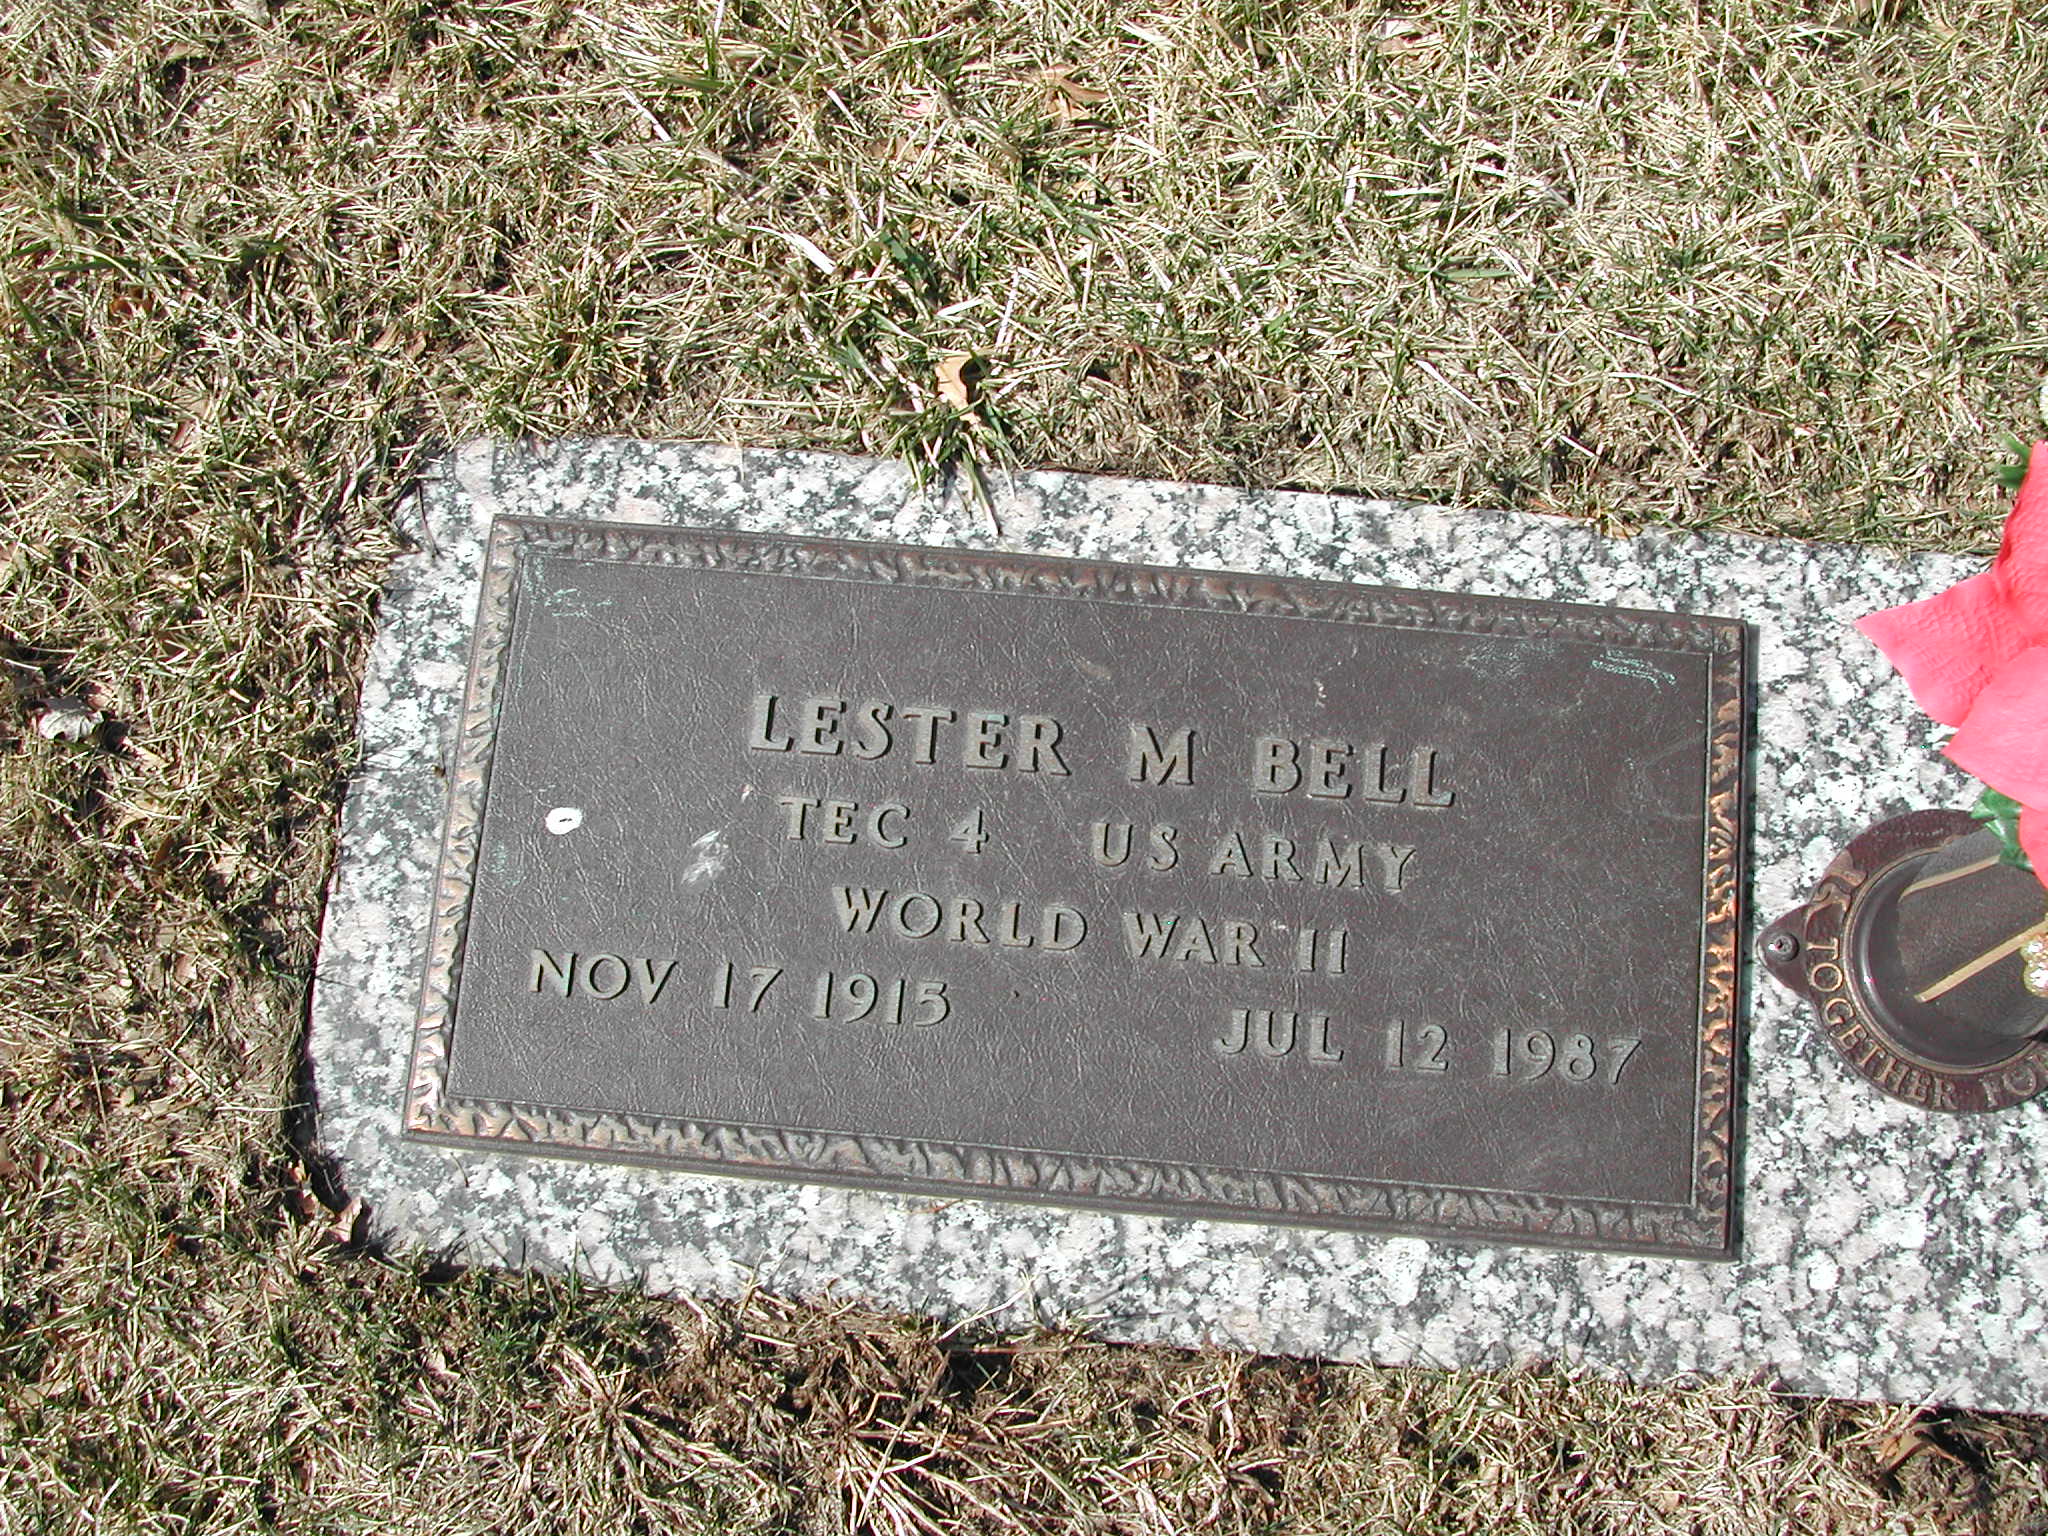 LESTER M BELL
TEC 4 US ARMY
WORLD WAR II
NOV 17 1915 JUL 12 1987
TOGETHER